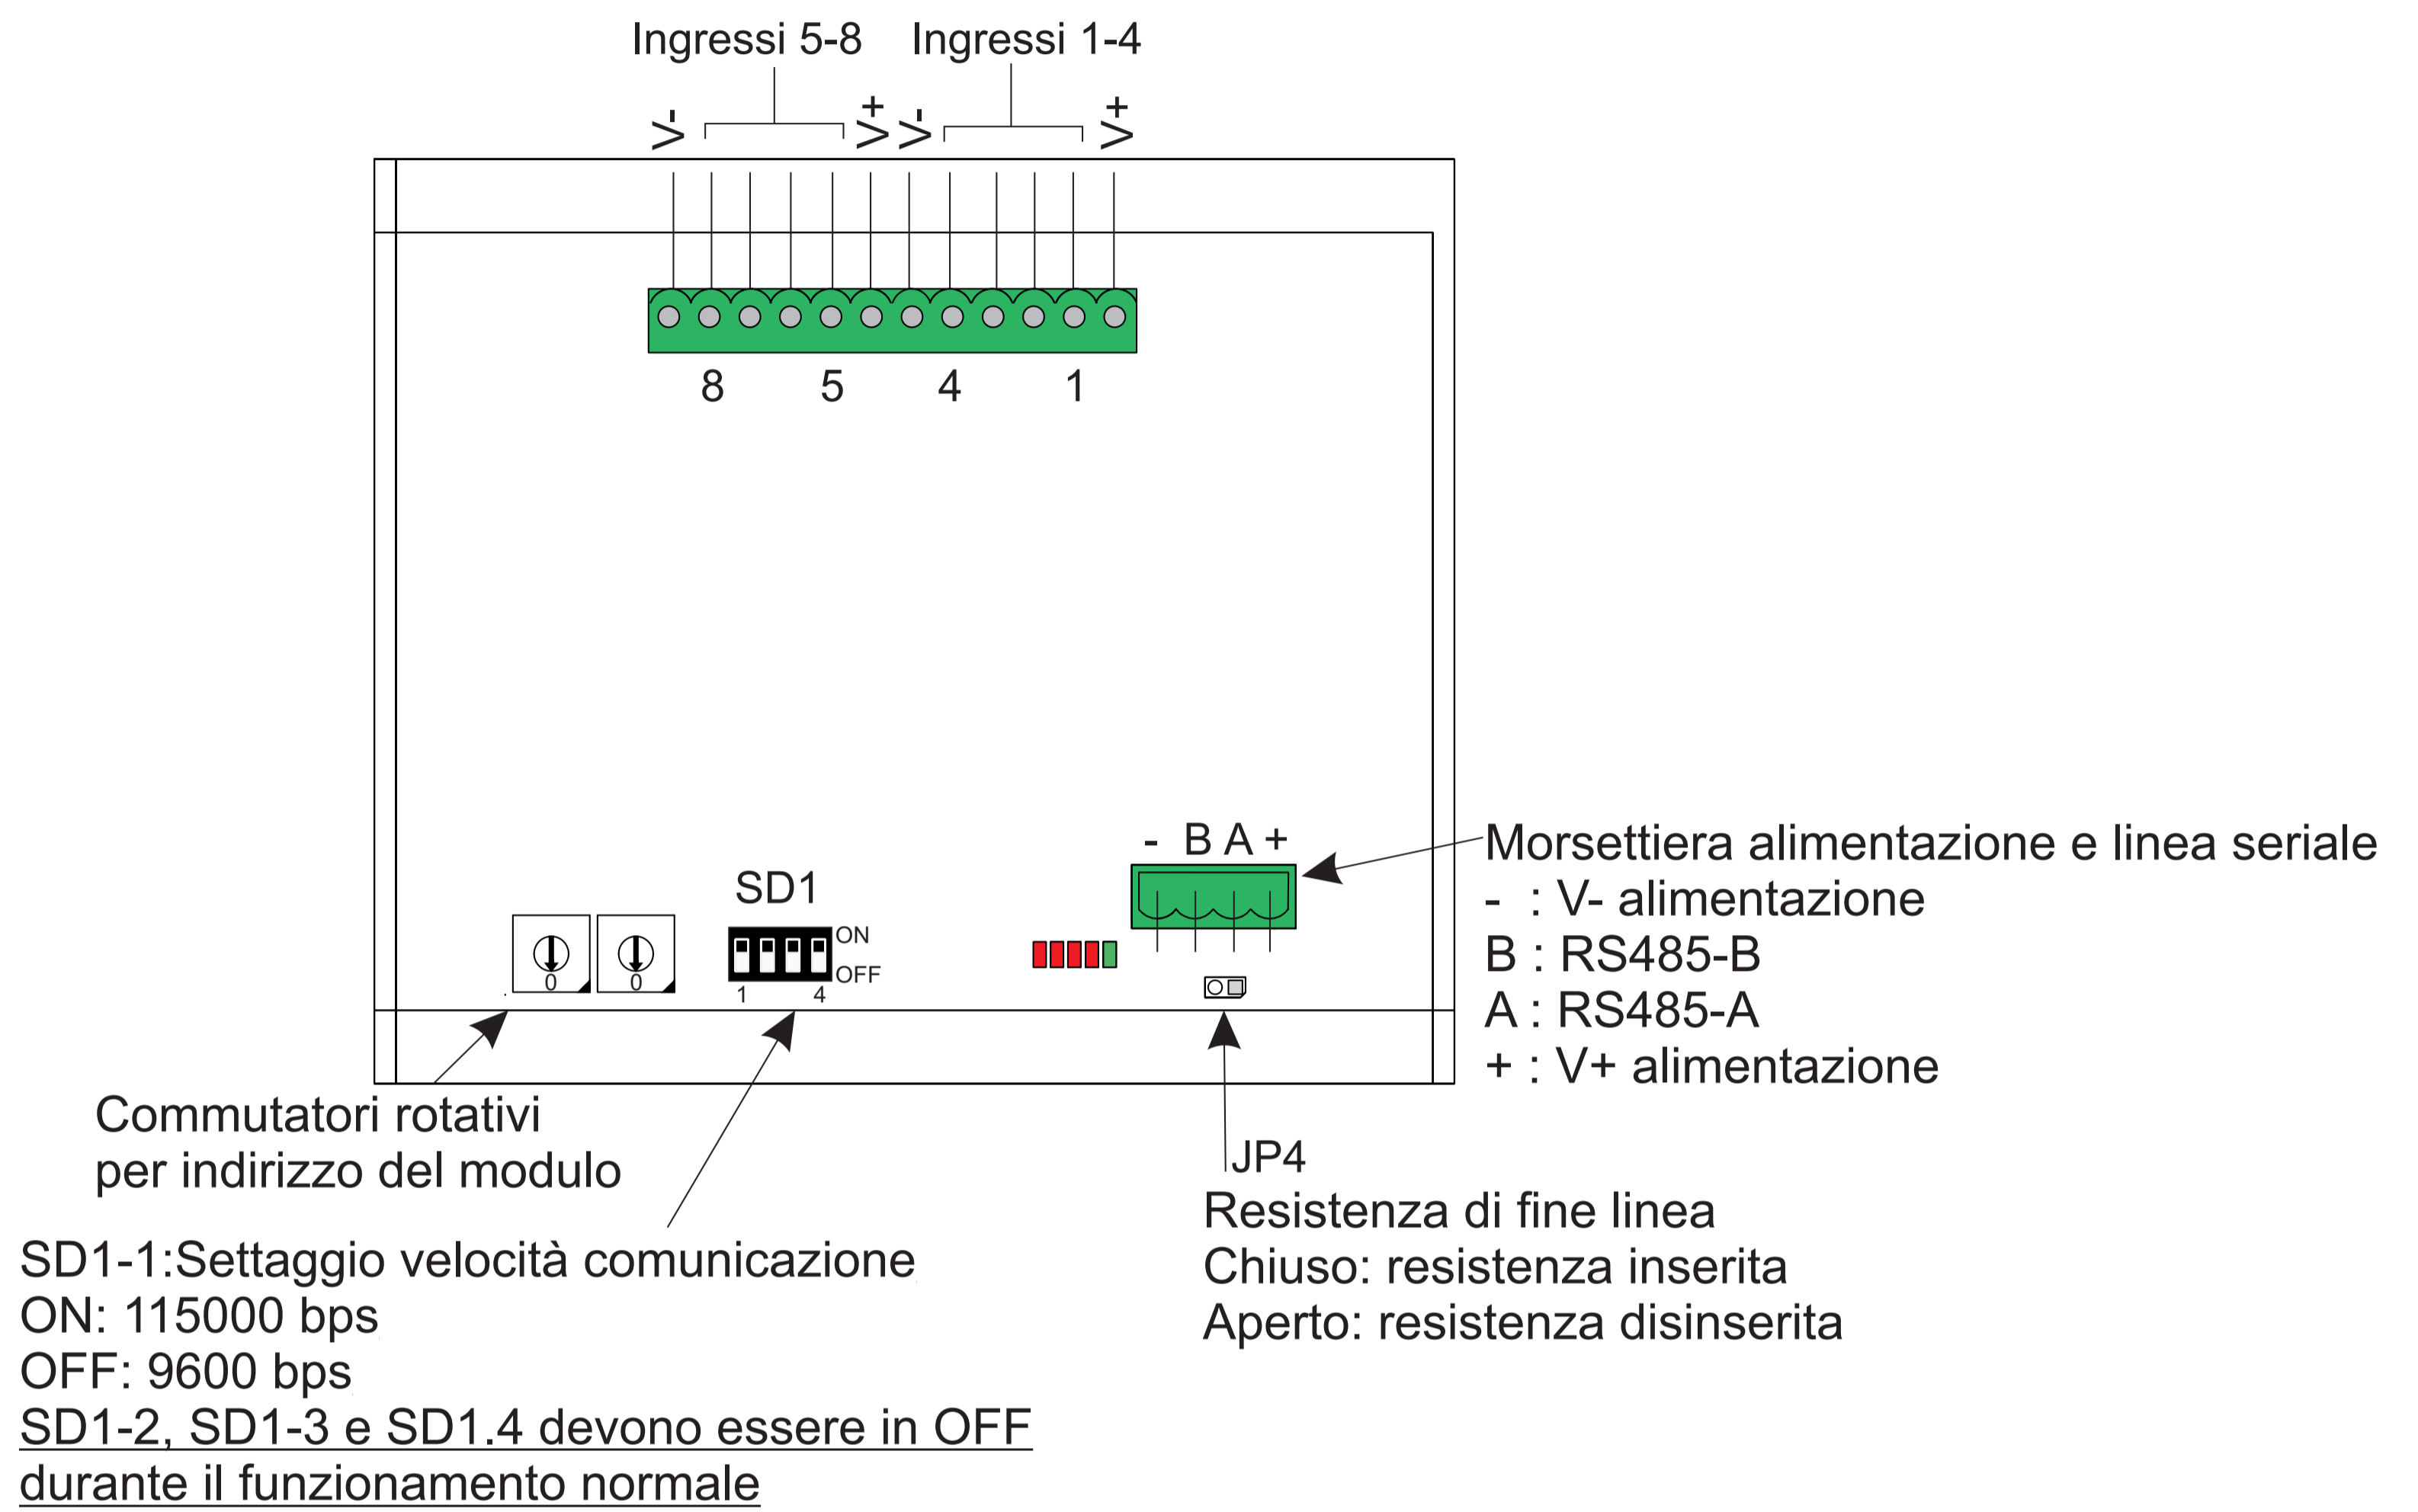 Ingressi 5-8
Ingressi 1-4
V-
V+
V-
V+
8
5
4
1
- B A +
Morsettiera alimentazione e linea seriale
- : V- alimentazione
B : RS485-B
A : RS485-A
+ : V+ alimentazione
SD1
ON
OFF
1
4
0
0
Commutatori rotativi
per indirizzo del modulo
JP4
Resistenza di fine linea
Chiuso: resistenza inserita
Aperto: resistenza disinserita
SD1-1:Settaggio velocità comunicazione
ON: 115000 bps
OFF: 9600 bps
SD1-2, SD1-3 e SD1.4 devono essere in OFF
durante il funzionamento normale